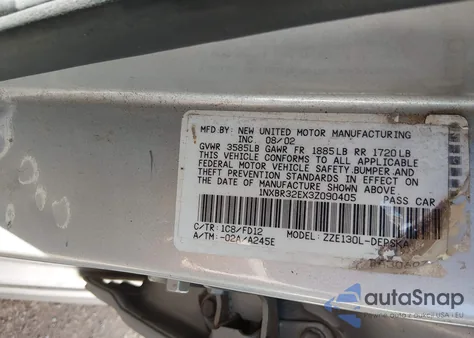 MFD. BY: NEW UNITED MOTOR MANUFACTURING
INC. 08/02
GVWR 3585LB GAWR FR 1885LB RR 1720LB
THIS VEHICLE CONFORMS TO ALL APPLICABLE
FEDERAL MOTOR VEHICLE SAFETY, BUMPER, AND
THEFT PREVENTION STANDARDS IN EFFECT ON
THE DATE OF MANUFACTURE SHOWN ABOVE.
1NXBR32EX3Z090405 PASS CAR
C/TR: 1C8/FD12 MODEL: ZZE130L-DEPSKA
A/TM: -02A/A245E
autoSnap